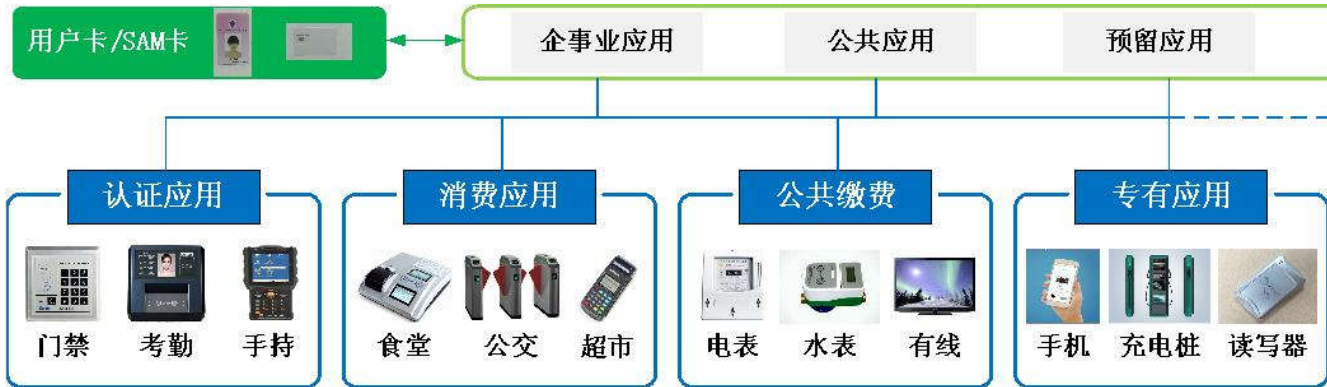 用户卡/SAM卡
企事业应用 公共应用 预留应用
认证应用 消费应用 公共缴费 专有应用
门禁 考勤 手持 食堂 公交 超市 电表 水表 有线 手机 充电桩 读写器